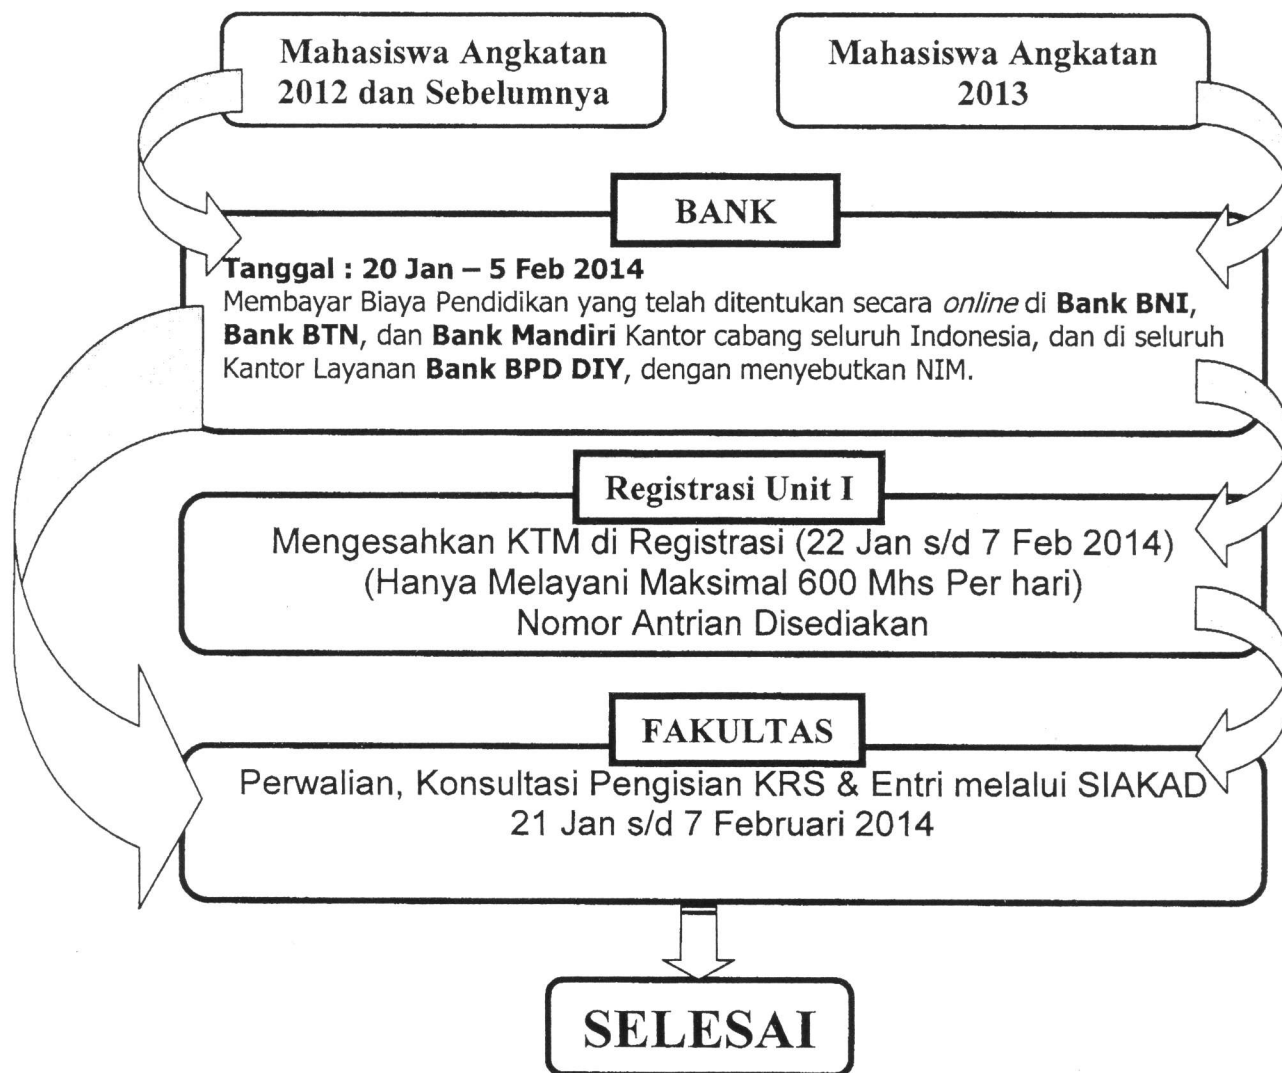 Mahasiswa Angkatan
2012 dan Sebelumnya
Mahasiswa Angkatan
2013
BANK
Tanggal : 20 Jan – 5 Feb 2014
Membayar Biaya Pendidikan yang telah ditentukan secara online di Bank BNI,
Bank BTN, dan Bank Mandiri Kantor cabang seluruh Indonesia, dan di seluruh
Kantor Layanan Bank BPD DIY, dengan menyebutkan NIM.
Registrasi Unit I
Mengesahkan KTM di Registrasi (22 Jan s/d 7 Feb 2014)
(Hanya Melayani Maksimal 600 Mhs Per hari)
Nomor Antrian Disediakan
FAKULTAS
Perwalian, Konsultasi Pengisian KRS & Entri melalui SIAKAD
21 Jan s/d 7 Februari 2014
SELESAI